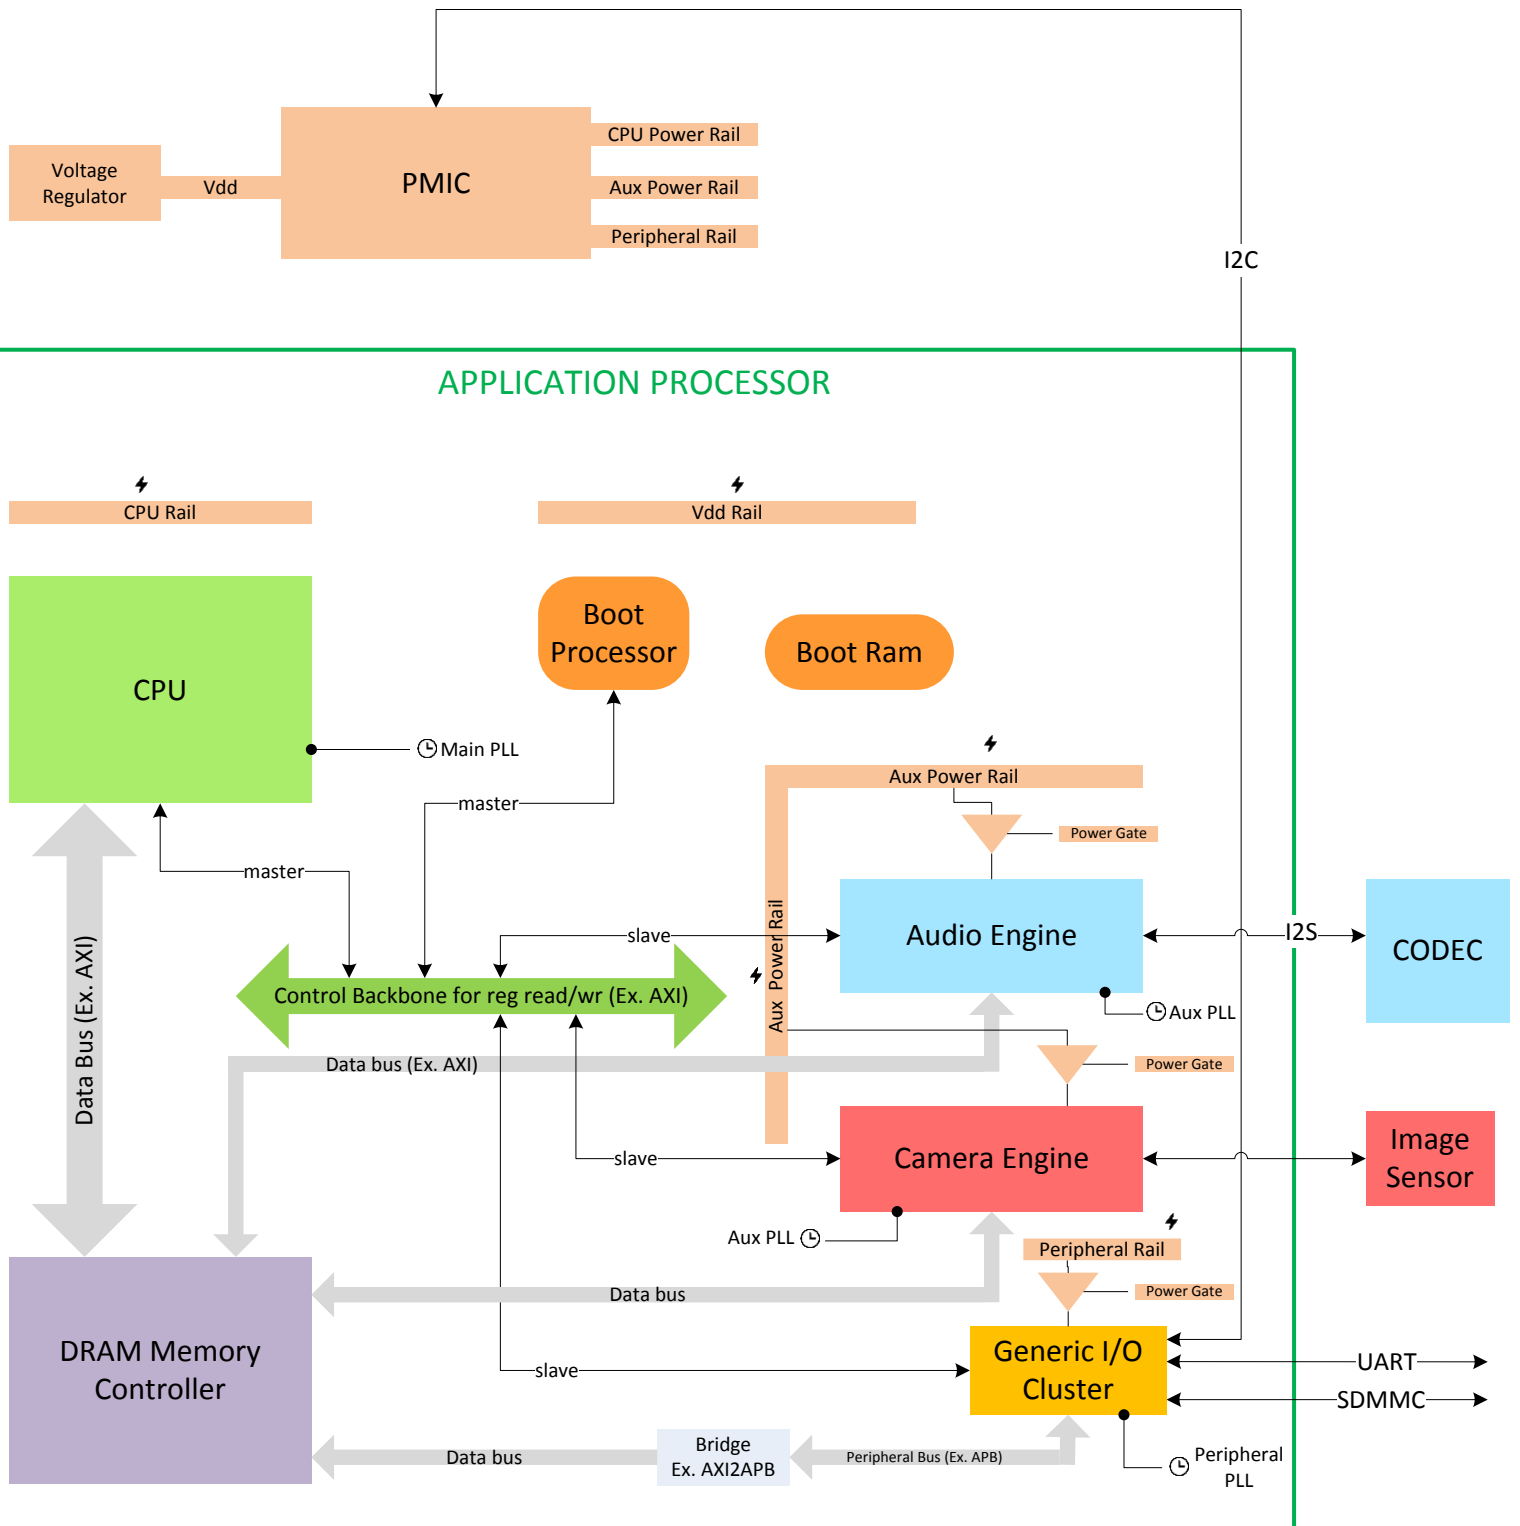 CPU Power Rail
Voltage
Regulator
Vdd
PMIC
Aux Power Rail
Peripheral Rail
I2C
APPLICATION PROCESSOR
CPU Rail
Vdd Rail
Boot
Processor
Boot Ram
CPU
Main PLL
Aux Power Rail
master
Power Gate
master
Aux Power Rail
slave
Audio Engine
I2S
CODEC
Data Bus (Ex. AXI)
Control Backbone for reg read/wr (Ex. AXI)
Aux PLL
Data bus (Ex. AXI)
Power Gate
slave
Camera Engine
Image
Sensor
Aux PLL
Peripheral Rail
Data bus
Power Gate
DRAM Memory
Controller
slave
Generic I/O
Cluster
UART
SDMMC
Data bus
Bridge
Ex. AXI2APB
Peripheral Bus (Ex. APB)
Peripheral
PLL